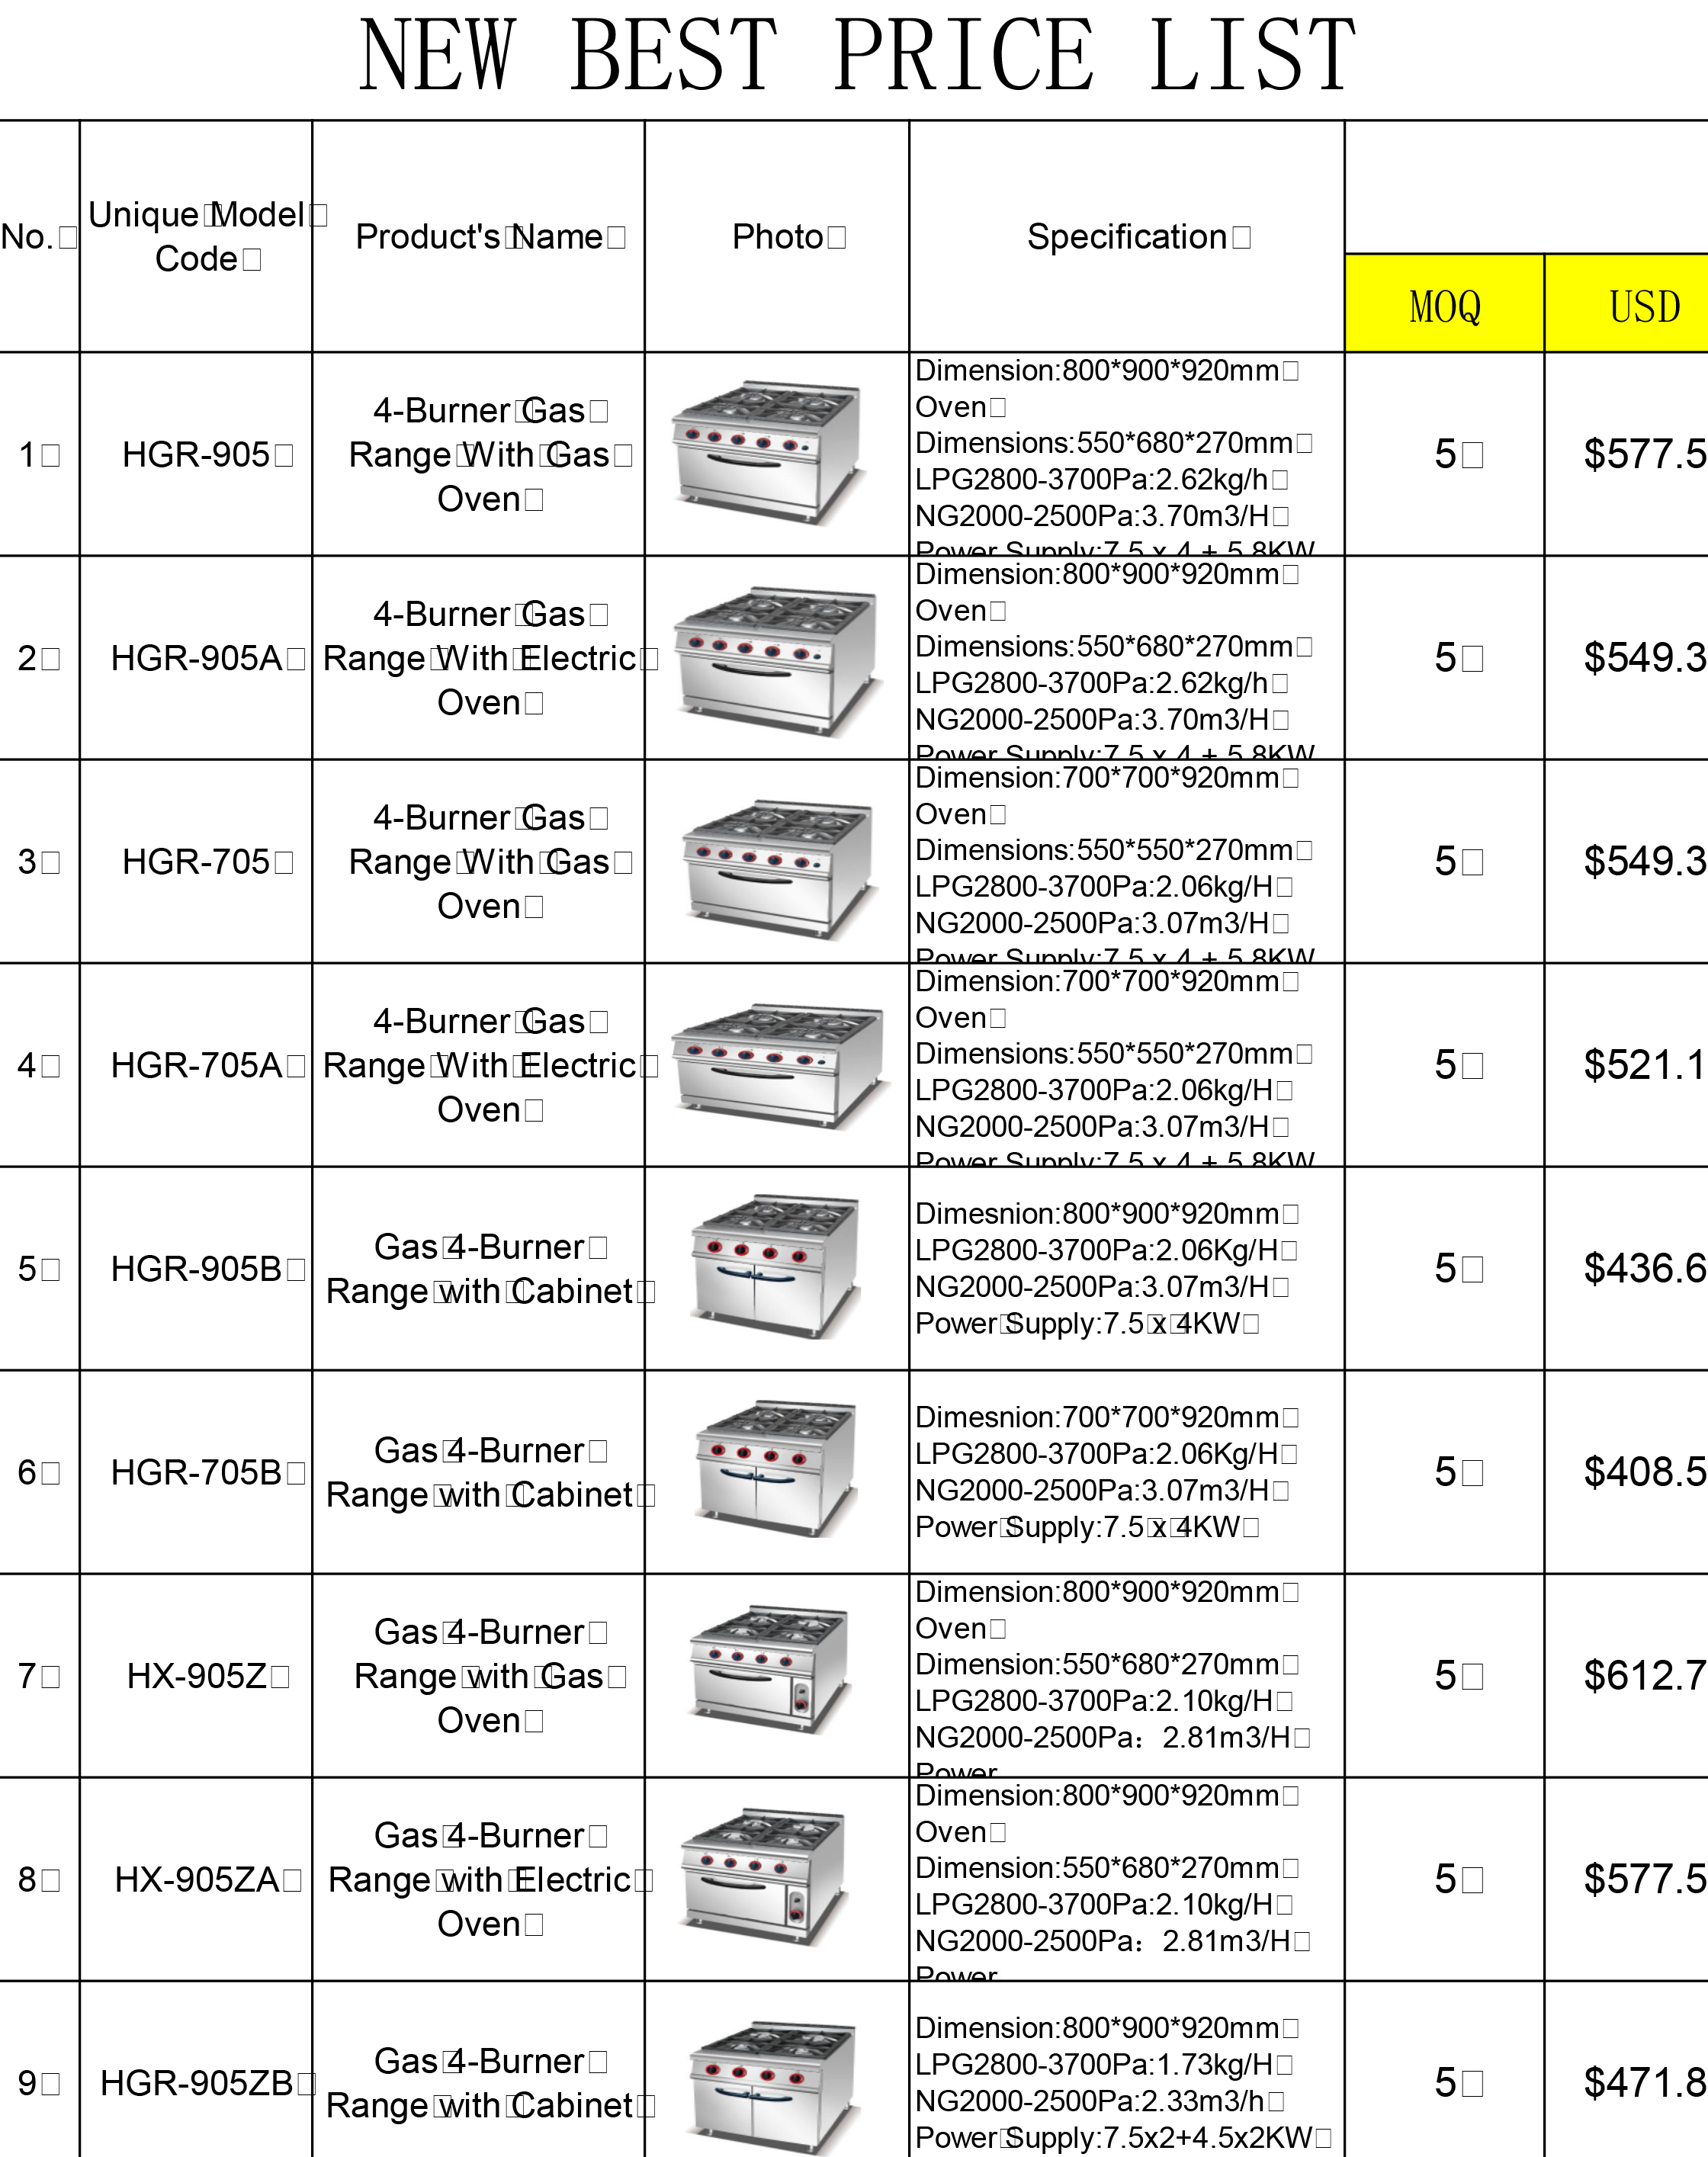 NEW BEST PRICE LIST
No.
Unique Model
Code
Product's Name
Photo
Specification
MOQ
USD
1
HGR-905
4-Burner Gas
Range With Gas
Oven
Dimension:800*900*920mm
Oven
Dimensions:550*680*270mm
LPG2800-3700Pa:2.62kg/h
NG2000-2500Pa:3.70m3/H
Power Supply:7.5 x 4 + 5.8KW
5
$577.5
2
HGR-905A
4-Burner Gas
Range With Electric
Oven
Dimension:800*900*920mm
Oven
Dimensions:550*680*270mm
LPG2800-3700Pa:2.62kg/h
NG2000-2500Pa:3.70m3/H
Power Supply:7.5 x 4 + 5.8KW
5
$549.3
3
HGR-705
4-Burner Gas
Range With Gas
Oven
Dimension:700*700*920mm
Oven
Dimensions:550*550*270mm
LPG2800-3700Pa:2.06kg/H
NG2000-2500Pa:3.07m3/H
Power Supply:7.5 x 4 + 5.8KW
5
$549.3
4
HGR-705A
4-Burner Gas
Range With Electric
Oven
Dimension:700*700*920mm
Oven
Dimensions:550*550*270mm
LPG2800-3700Pa:2.06kg/H
NG2000-2500Pa:3.07m3/H
Power Supply:7.5 x 4 + 5.8KW
5
$521.1
5
HGR-905B
Gas 4-Burner
Range with Cabinet
Dimesnion:800*900*920mm
LPG2800-3700Pa:2.06Kg/H
NG2000-2500Pa:3.07m3/H
Power Supply:7.5 x 4KW
5
$436.6
6
HGR-705B
Gas 4-Burner
Range with Cabinet
Dimesnion:700*700*920mm
LPG2800-3700Pa:2.06Kg/H
NG2000-2500Pa:3.07m3/H
Power Supply:7.5 x 4KW
5
$408.5
7
HX-905Z
Gas 4-Burner
Range with Gas
Oven
Dimension:800*900*920mm
Oven
Dimension:550*680*270mm
LPG2800-3700Pa:2.10kg/H
NG2000-2500Pa：2.81m3/H
Power
5
$612.7
8
HX-905ZA
Gas 4-Burner
Range with Electric
Oven
Dimension:800*900*920mm
Oven
Dimension:550*680*270mm
LPG2800-3700Pa:2.10kg/H
NG2000-2500Pa：2.81m3/H
Power
5
$577.5
9
HGR-905ZB
Gas 4-Burner
Range with Cabinet
Dimension:800*900*920mm
LPG2800-3700Pa:1.73kg/H
NG2000-2500Pa:2.33m3/h
Power Supply:7.5x2+4.5x2KW
5
$471.8